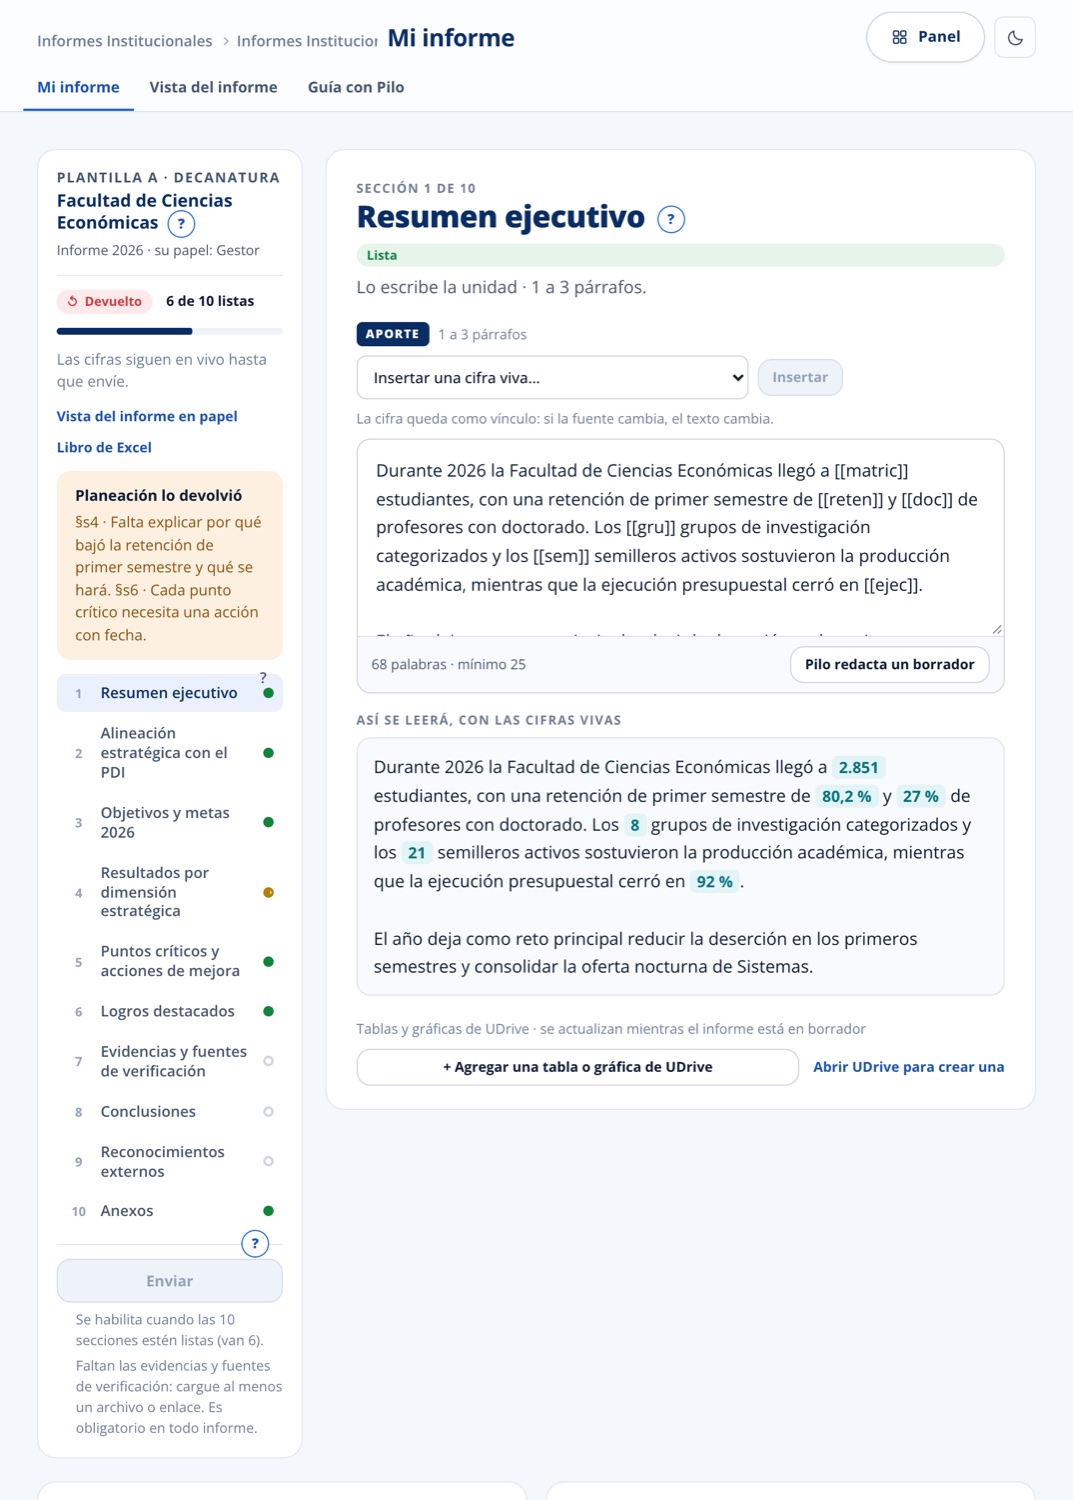 Informes Institucionales > Informes Institucior Mi informe
Panel
Mi informe
Vista del informe
Guía con Pilo
PLANTILLA A · DECANATURA
Facultad de Ciencias
Económicas ?
Informe 2026 · su papel: Gestor
Devuelto 6 de 10 listas
Las cifras siguen en vivo hasta
que envíe.
Vista del informe en papel
Libro de Excel
Planeación lo devolvió
§s4 · Falta explicar por qué
bajó la retención de
primer semestre y qué se
hará. §s6 · Cada punto
crítico necesita una acción
con fecha.
?
1 Resumen ejecutivo
2 Alineación
estratégica con el
PDI
3 Objetivos y metas
2026
4 Resultados por
dimensión
estratégica
5 Puntos críticos y
acciones de mejora
6 Logros destacados
7 Evidencias y fuentes
de verificación
8 Conclusiones
9 Reconocimientos
externos
10 Anexos
?
Enviar
Se habilita cuando las 10
secciones estén listas (van 6).
Faltan las evidencias y fuentes
de verificación: cargue al menos
un archivo o enlace. Es
obligatorio en todo informe.
SECCIÓN 1 DE 10
Resumen ejecutivo ?
Lista
Lo escribe la unidad · 1 a 3 párrafos.
APORTE 1 a 3 párrafos
Insertar una cifra viva...
Insertar
La cifra queda como vínculo: si la fuente cambia, el texto cambia.
Durante 2026 la Facultad de Ciencias Económicas llegó a [[matric]]
estudiantes, con una retención de primer semestre de [[reten]] y [[doc]] de
profesores con doctorado. Los [[gru]] grupos de investigación
categorizados y los [[sem]] semilleros activos sostuvieron la producción
académica, mientras que la ejecución presupuestal cerró en [[ejec]].
68 palabras · mínimo 25
Pilo redacta un borrador
ASÍ SE LEERÁ, CON LAS CIFRAS VIVAS
Durante 2026 la Facultad de Ciencias Económicas llegó a 2.851
estudiantes, con una retención de primer semestre de 80,2 % y 27 % de
profesores con doctorado. Los 8 grupos de investigación categorizados y
los 21 semilleros activos sostuvieron la producción académica, mientras
que la ejecución presupuestal cerró en 92 % .
El año deja como reto principal reducir la deserción en los primeros
semestres y consolidar la oferta nocturna de Sistemas.
Tablas y gráficas de UDrive · se actualizan mientras el informe está en borrador
+ Agregar una tabla o gráfica de UDrive
Abrir UDrive para crear una